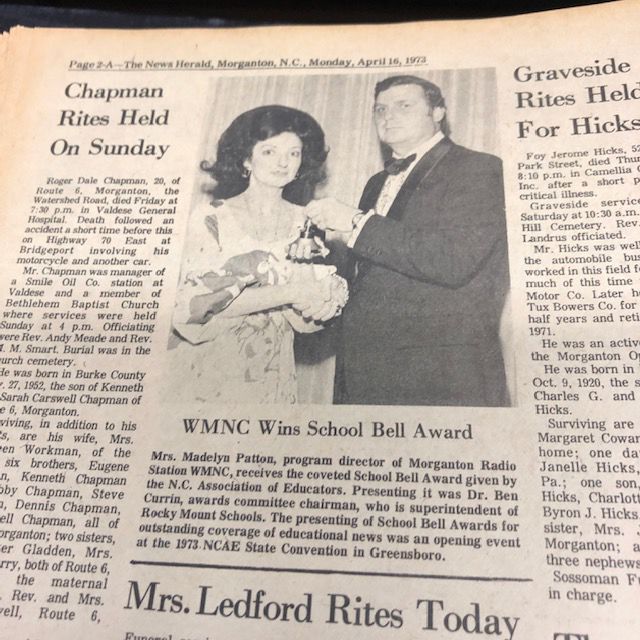 Page 2-A—The News Herald, Morganton, N.C., Monday, April 16, 1973
Chapman
Rites Held
On Sunday
Roger Dale Chapman, 20, of
Route 6, Morganton, the
Watershed Road, died Friday at
7:30 p.m. in Valdese General
Hospital. Death followed an
accident a short time before this
on Highway 70 East at
Bridgeport involving his
motorcycle and another car.
Mr. Chapman was manager of
a Smile Oil Co. station at
Valdese and a member of
Bethlehem Baptist Church
where services were held
Sunday at 4 p.m. Officiating
were Rev. Andy Meade and Rev.
M. Smart. Burial was in the
church cemetery.
He was born in Burke County
27, 1952, the son of Kenneth
Sarah Carswell Chapman of
6, Morganton.
in addition to his
are his wife, Mrs.
Workman, of the
six brothers, Eugene
Kenneth Chapman
Chapman, Steve
Dennis Chapman,
Chapman, all of
two sisters,
Gladden, Mrs.
both of Route 6,
the maternal
Rev. and Mrs.
Route 6,
WMNC Wins School Bell Award
Mrs. Madelyn Patton, program director of Morganton Radio
Station WMNC, receives the coveted School Bell Award given by
the N.C. Association of Educators. Presenting it was Dr. Ben
Currin, awards committee chairman, who is superintendent of
Rocky Mount Schools. The presenting of School Bell Awards for
outstanding coverage of educational news was an opening event
at the 1973 NCAE State Convention in Greensboro.
Mrs. Ledford Rites Today
Graveside
Rites Held
For Hicks
Foy Jerome Hicks, 52
Park Street, died Thu
8:10 p.m. in Camellia G
Inc. after a short p
critical illness.
Graveside service
Saturday at 10:30 a.m.
Hill Cemetery. Rev.
Landrus officiated.
Mr. Hicks was well
the automobile bus
worked in this field f
much of this time
Motor Co. Later he
Tux Bowers Co. for
half years and reti
1971.
He was an active
the Morganton Op
He was born in
Oct. 9, 1920, the s
Charles G. and
Hicks.
Surviving are
Margaret Cowar
home; one da
Janelle Hicks,
Pa.; one son,
Hicks, Charlott
Byron J. Hicks
sister, Mrs. J
Morganton; a
three nephews
Sossoman F
in charge.